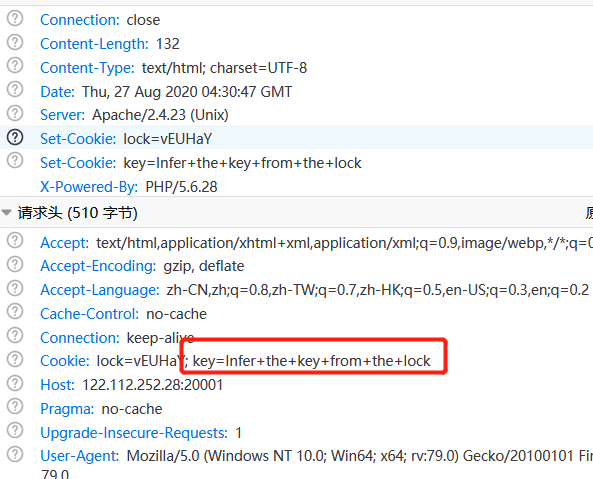 Connection: close
Content-Length: 132
Content-Type: text/html; charset=UTF-8
Date: Thu, 27 Aug 2020 04:30:47 GMT
Server: Apache/2.4.23 (Unix)
Set-Cookie: lock=vEUHaY
Set-Cookie: key=Infer+the+key+from+the+lock
X-Powered-By: PHP/5.6.28
请求头 (510 字节)
Accept: text/html,application/xhtml+xml,application/xml;q=0.9,image/webp,*/*;q=0
Accept-Encoding: gzip, deflate
Accept-Language: zh-CN,zh;q=0.8,zh-TW;q=0.7,zh-HK;q=0.5,en-US;q=0.3,en;q=0.2
Cache-Control: no-cache
Connection: keep-alive
Cookie: lock=vEUHaY; key=Infer+the+key+from+the+lock
Host: 122.112.252.28:20001
Pragma: no-cache
Upgrade-Insecure-Requests: 1
User-Agent: Mozilla/5.0 (Windows NT 10.0; Win64; x64; rv:79.0) Gecko/20100101 Fir
79.0